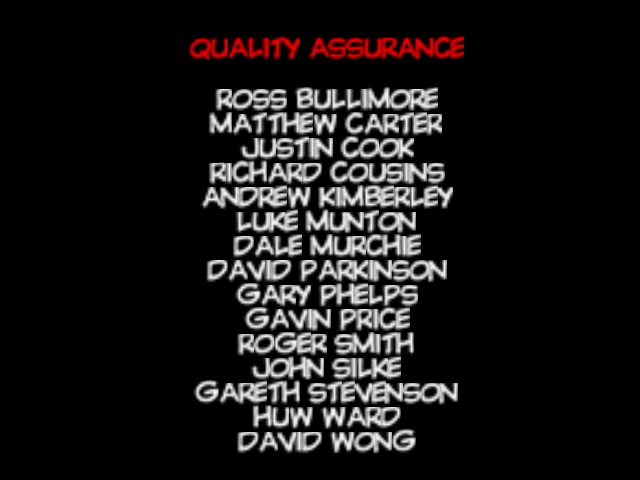 QUALITY ASSURANCE
ROSS BULLIMORE
MATTHEW CARTER
JUSTIN COOK
RICHARD COUSINS
ANDREW KIMBERLEY
LUKE MUNTON
DALE MURCHIE
DAVID PARKINSON
GARY PHELPS
GAVIN PRICE
ROGER SMITH
JOHN SILKE
GARETH STEVENSON
HUW WARD
DAVID WONG